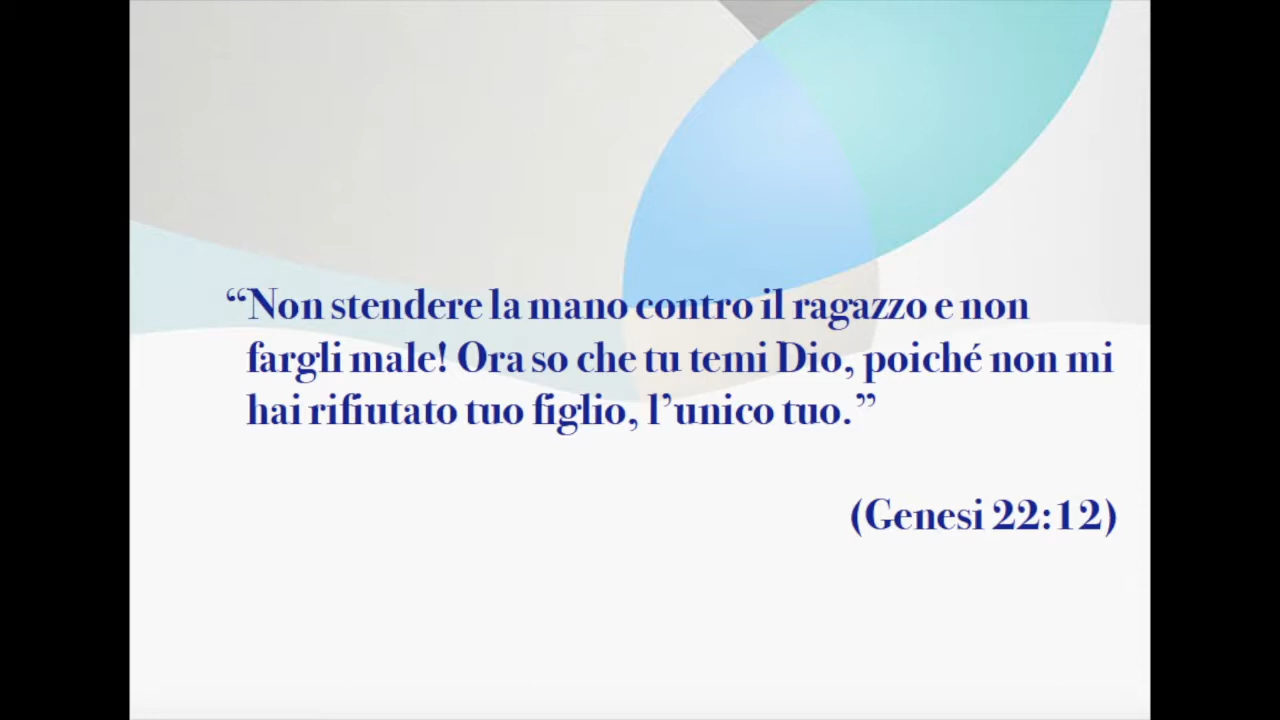 “Non stendere la mano contro il ragazzo e non
fargli male! Ora so che tu temi Dio, poiché non mi
hai rifiutato tuo figlio, l’unico tuo.”
(Genesi 22:12)